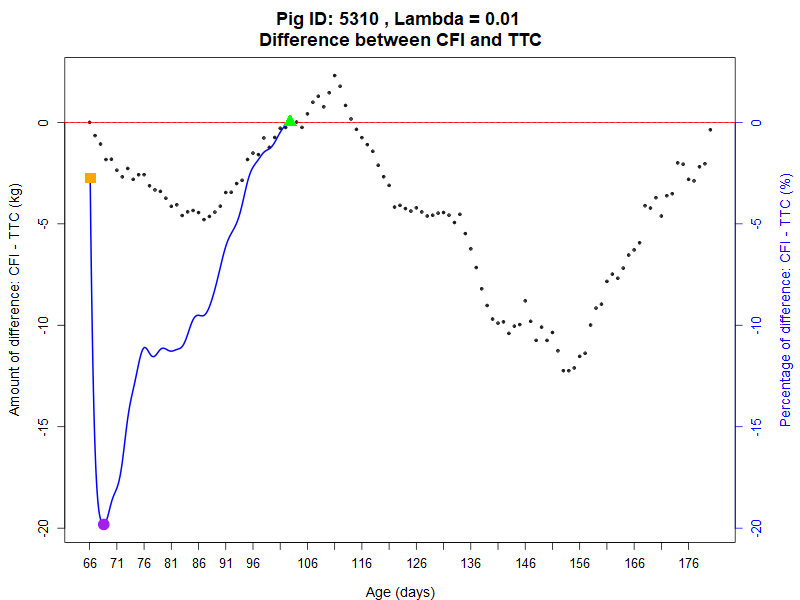 Pig ID: 5310 , Lambda = 0.01
Difference between CFI and TTC
Amount of difference: CFI - TTC (kg)
0
-5
-10
-15
-20
0
-5
-10
-15
-20
Percentage of difference: CFI - TTC (%)
66 71 76 81 86 91 96 106 116 126 136 146 156 166 176
Age (days)